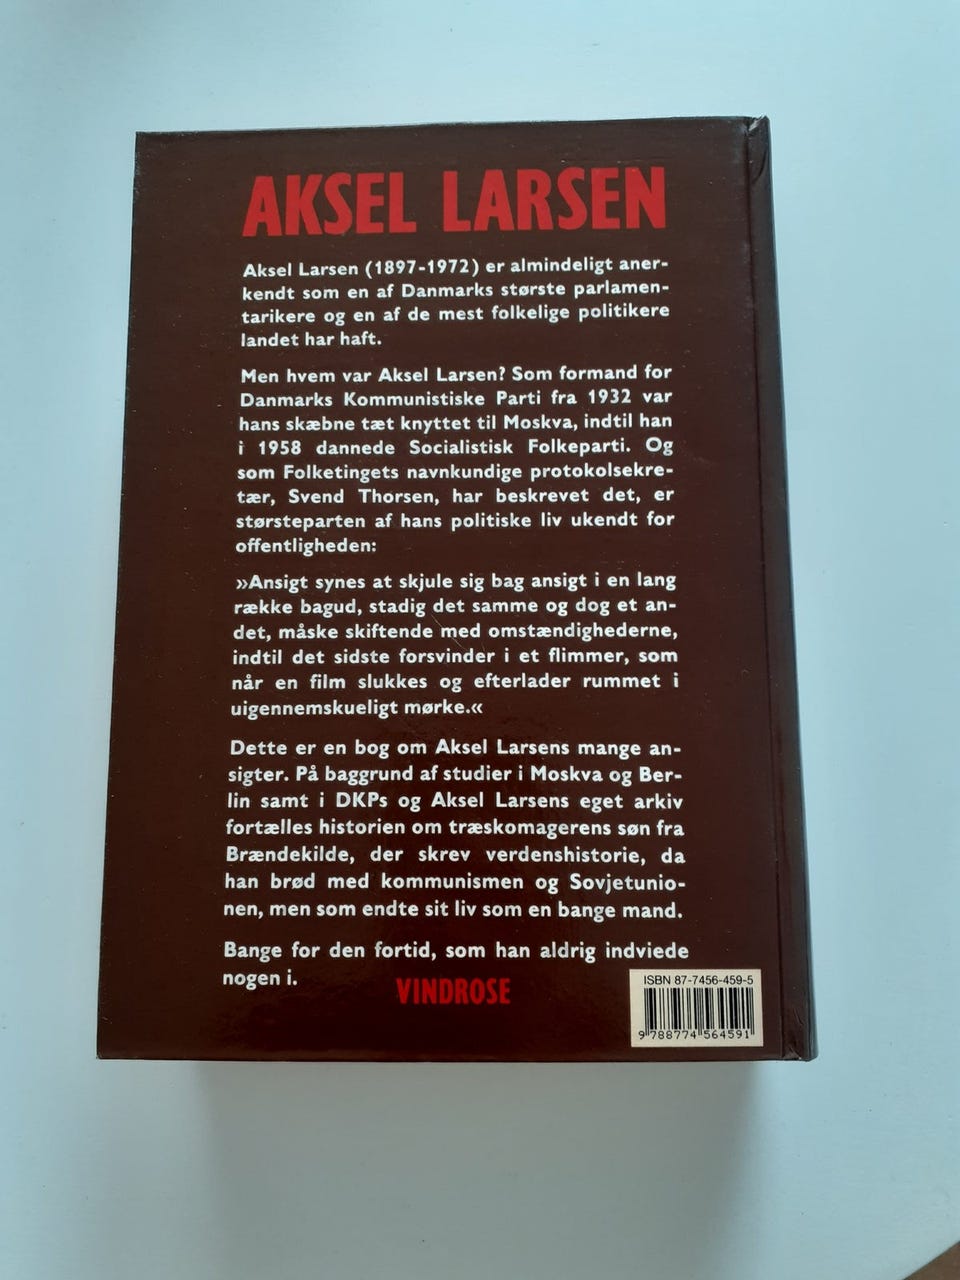 AKSEL LARSEN
Aksel Larsen (1897-1972) er almindeligt aner-
kendt som en af Danmarks største parlamen-
tarikere og en af de mest folkelige politikere
landet har haft.
Men hvem var Aksel Larsen? Som formand for
Danmarks Kommunistiske Parti fra 1932 var
hans skæbne tæt knyttet til Moskva, indtil han
i 1958 dannede Socialistisk Folkeparti. Og
som Folketingets navnkundige protokolsekre-
tær, Svend Thorsen, har beskrevet det, er
størsteparten af hans politiske liv ukendt for
offentligheden:
»Ansigt synes at skjule sig bag ansigt i en lang
række bagud, stadig det samme og dog et an-
det, måske skiftende med omstændighederne,
indtil det sidste forsvinder i et flimmer, som
når en film slukkes og efterlader rummet i
uigennemskueligt mørke.«
Dette er en bog om Aksel Larsens mange an-
sigter. På baggrund af studier i Moskva og Ber-
lin samt i DKPs og Aksel Larsens eget arkiv
fortælles historien om træskomagerens søn fra
Brændekilde, der skrev verdenshistorie, da
han brød med kommunismen og Sovjetunio-
nen, men som endte sit liv som en bange mand.
Bange for den fortid, som han aldrig indviede
nogen i.
VINDROSE
ISBN 87-7456-459-5
9 788774 564591